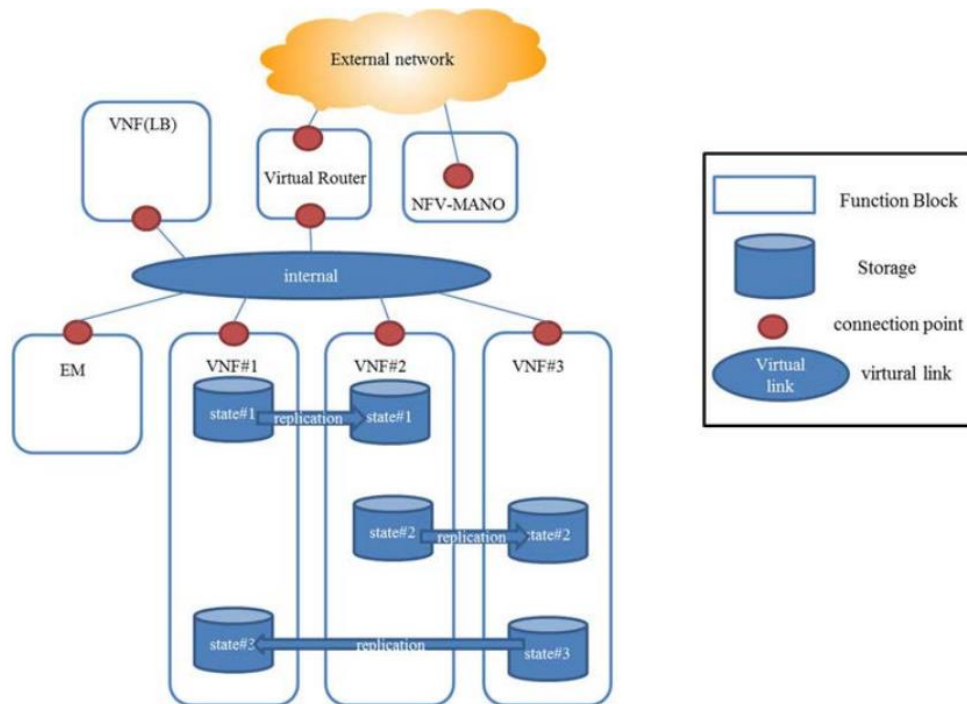 External network
VNF(LB)
Virtual Router
NFV-MANO
internal
EM
VNF#1
VNF#2
VNF#3
state#1
replication
state#1
state#2
replication
state#2
state#3
replication
state#3
Function Block
Storage
connection point
Virtual
link
virtural link